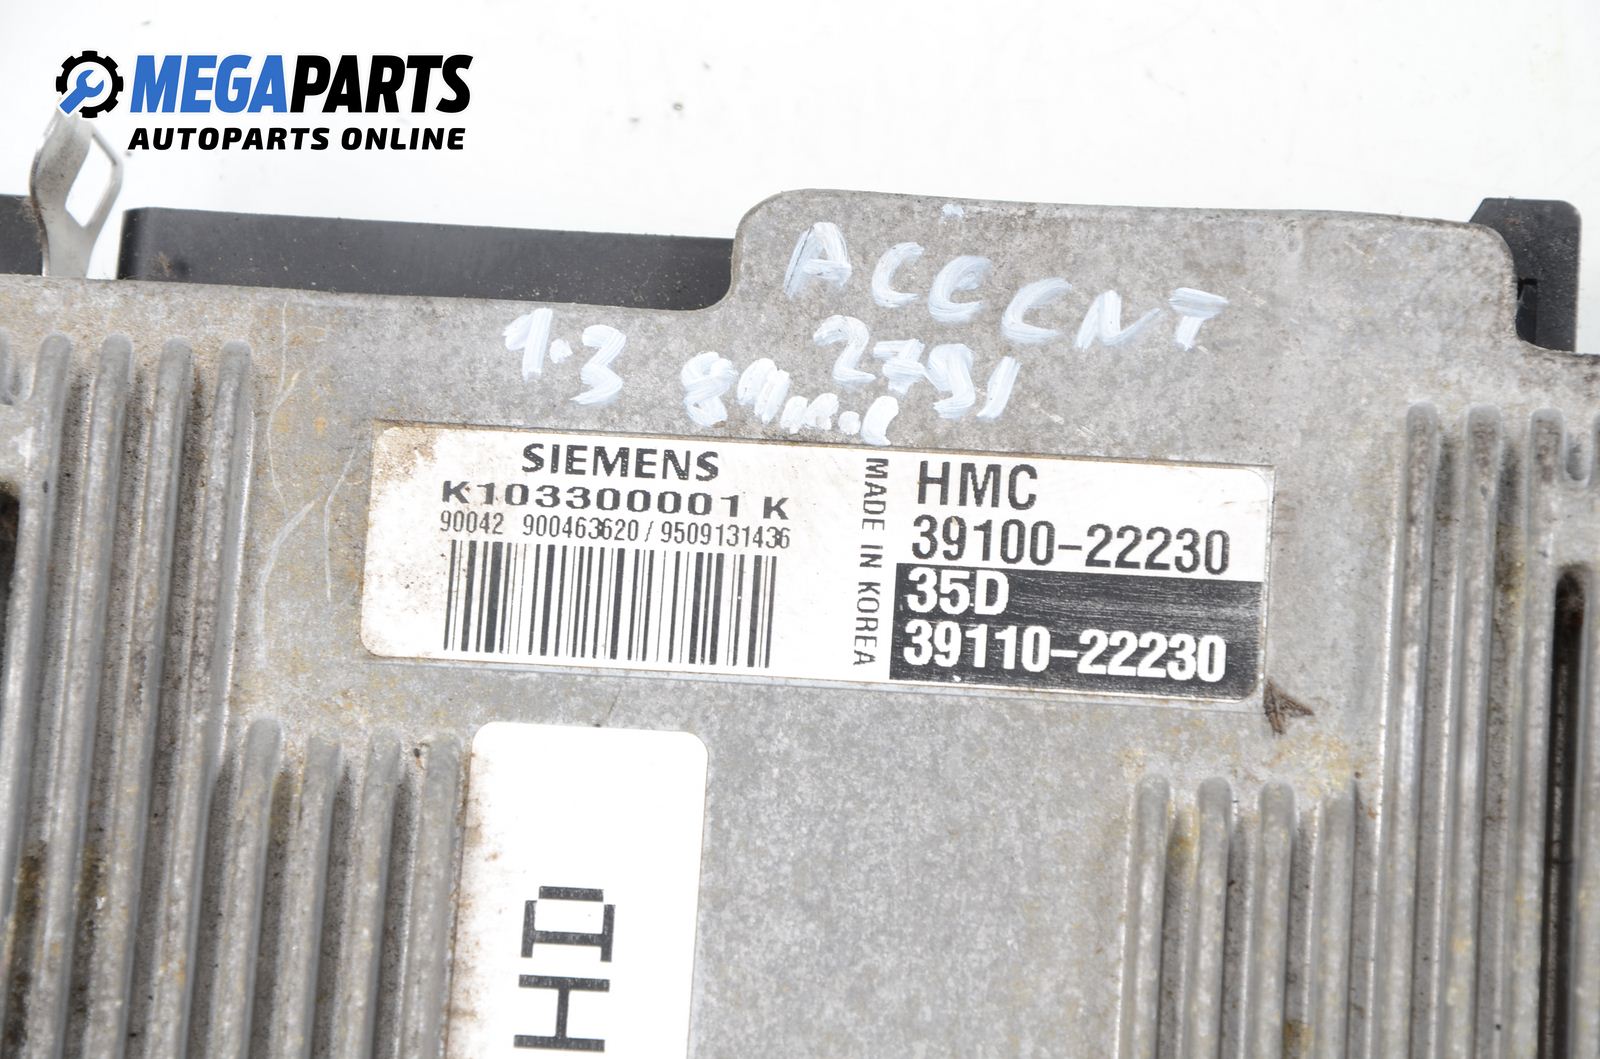 MEGAPARTS
AUTOPARTS ONLINE
ACCENT
1.3
2791
SIEMENS
K103300001 K
90042 900463620/9509131436
MADE IN KOREA
HMC
39100-22230
35D
39110-22230